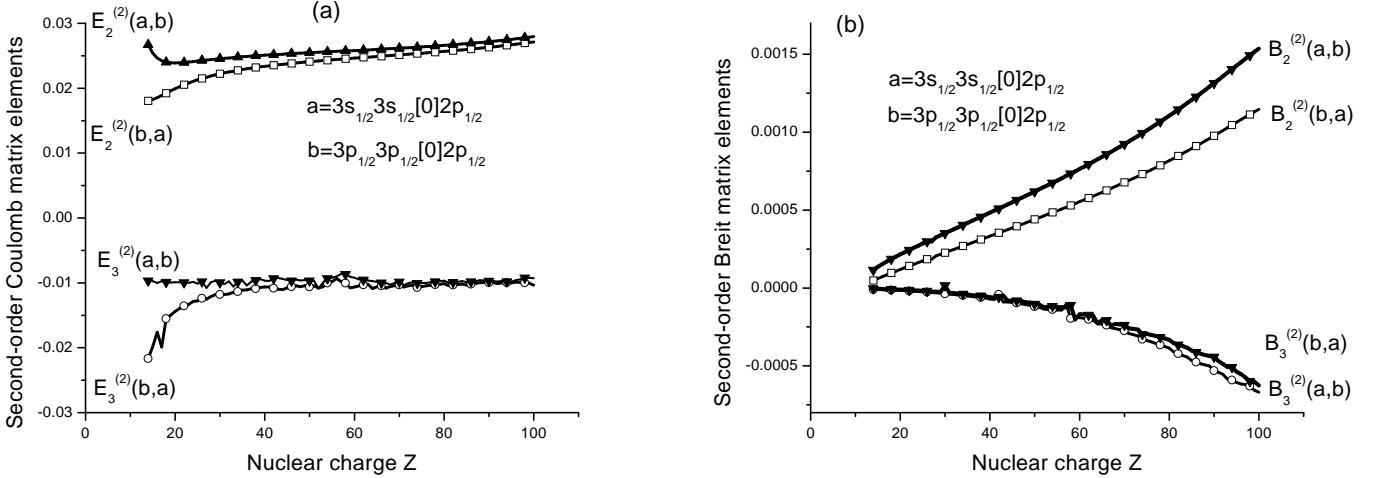 (a)
E₂⁽²⁾(a,b)
E₂⁽²⁾(b,a)
a=3s₁/₂3s₁/₂[0]2p₁/₂
b=3p₁/₂3p₁/₂[0]2p₁/₂
E₃⁽²⁾(a,b)
E₃⁽²⁾(b,a)
Second-order Coulomb matrix elements
0.03
0.02
0.01
0.00
-0.01
-0.02
-0.03
0 20 40 60 80 100
Nuclear charge Z
(b)
B₂⁽²⁾(a,b)
a=3s₁/₂3s₁/₂[0]2p₁/₂
b=3p₁/₂3p₁/₂[0]2p₁/₂
B₂⁽²⁾(b,a)
B₃⁽²⁾(b,a)
B₃⁽²⁾(a,b)
Second-order Breit matrix elements
0.0015
0.0010
0.0005
0.0000
-0.0005
0 20 40 60 80 100
Nuclear charge Z